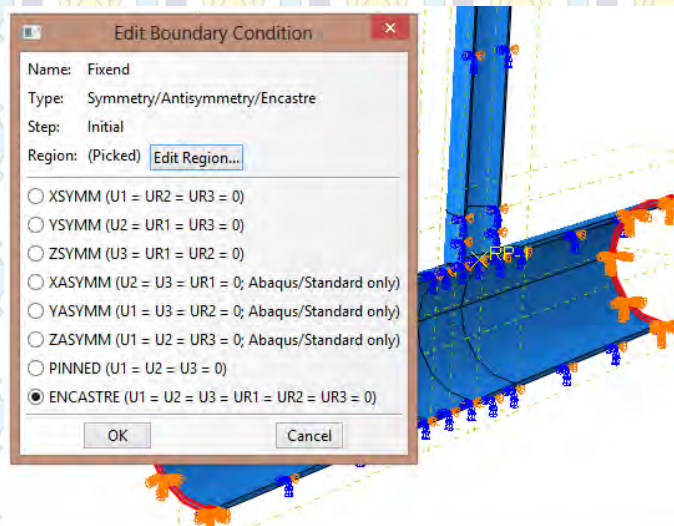 Edit Boundary Condition
Name: Fixend
Type: Symmetry/Antisymmetry/Encastre
Step: Initial
Region: (Picked) Edit Region...
XSYMM (U1 = UR2 = UR3 = 0)
YSYMM (U2 = UR1 = UR3 = 0)
ZSYMM (U3 = UR1 = UR2 = 0)
XASYMM (U2 = U3 = UR1 = 0; Abaqus/Standard only)
YASYMM (U1 = U3 = UR2 = 0; Abaqus/Standard only)
ZASYMM (U1 = U2 = UR3 = 0; Abaqus/Standard only)
PINNED (U1 = U2 = U3 = 0)
ENCASTRE (U1 = U2 = U3 = UR1 = UR2 = UR3 = 0)
OK Cancel
RP-1